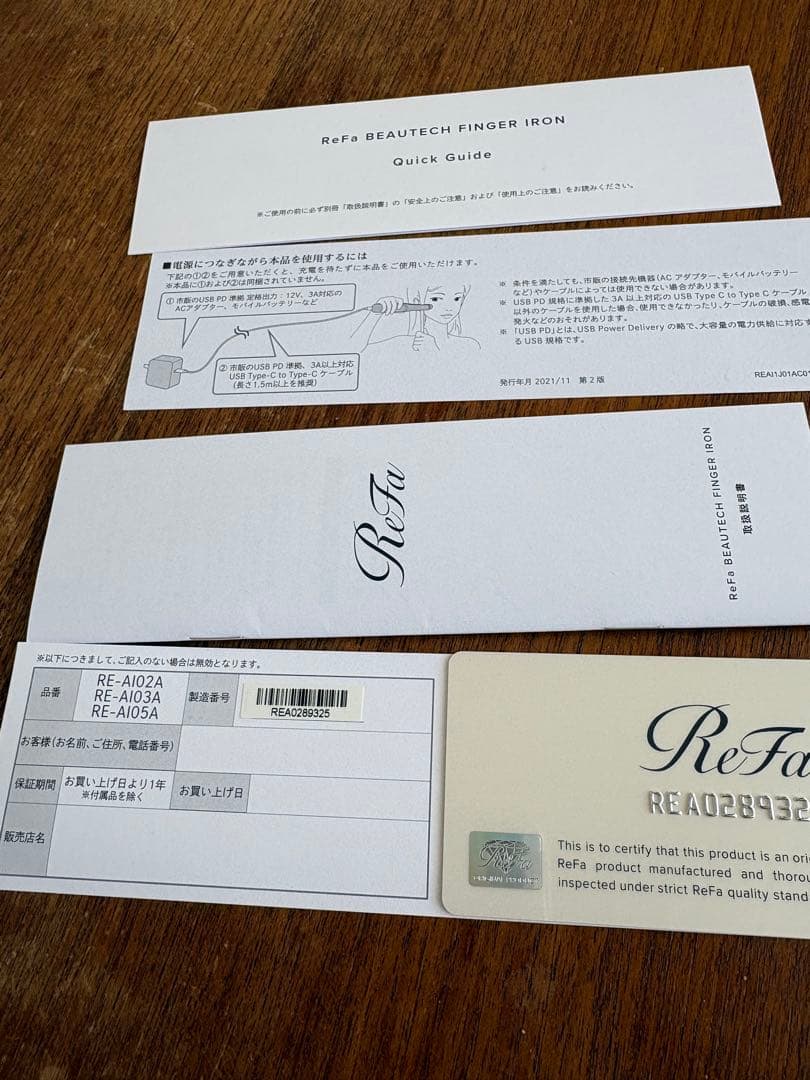 ReFa BEAUTECH FINGER IRON
Quick Guide
※ご使用の前に必ず別冊「取扱説明書」の「安全上のご注意」および「使用上のご注意」をお読みください。
■電源につなぎながら本品を使用するには
下記の①②をご用意いただくと、充電を待たずに本品をご使用いただけます。
※本品に①および②は同梱されていません。
① 市販のUSB PD 準拠 定格出力：12V、3A対応の
ACアダプター、モバイルバッテリーなど
② 市販のUSB PD 準拠、3A以上対応
USB Type-C to Type-C ケーブル
(長さ1.5m以上を推奨)
※ 条件を満たしても、市販の接続先機器(AC アダプター、モバイルバッテリー
など)やケーブルによっては使用できない場合があります。
※ USB PD 規格に準拠した 3A 以上対応の USB Type C to Type C ケーブル
以外のケーブルを使用した場合、使用できなかったり、ケーブルの破損、感電
発火などのおそれがあります。
※ 「USB PD」とは、USB Power Delivery の略で、大容量の電力供給に対応す
る USB 規格です。
発行年月 2021/11 第2版
REAI1J01AC01
ReFa
ReFa BEAUTECH FINGER IRON
取扱説明書
※以下につきまして、ご記入のない場合は無効となります。
品番
RE-AI02A
RE-AI03A
RE-AI05A
製造番号
REA0289325
お客様(お名前、ご住所、電話番号)
保証期間
お買い上げ日より1年
※付属品を除く
お買い上げ日
販売店名
ReFa
REA028932
ReFa
ORIGINAL PRODUCT
This is to certify that this product is an ori
ReFa product manufactured and thorou
inspected under strict ReFa quality stand